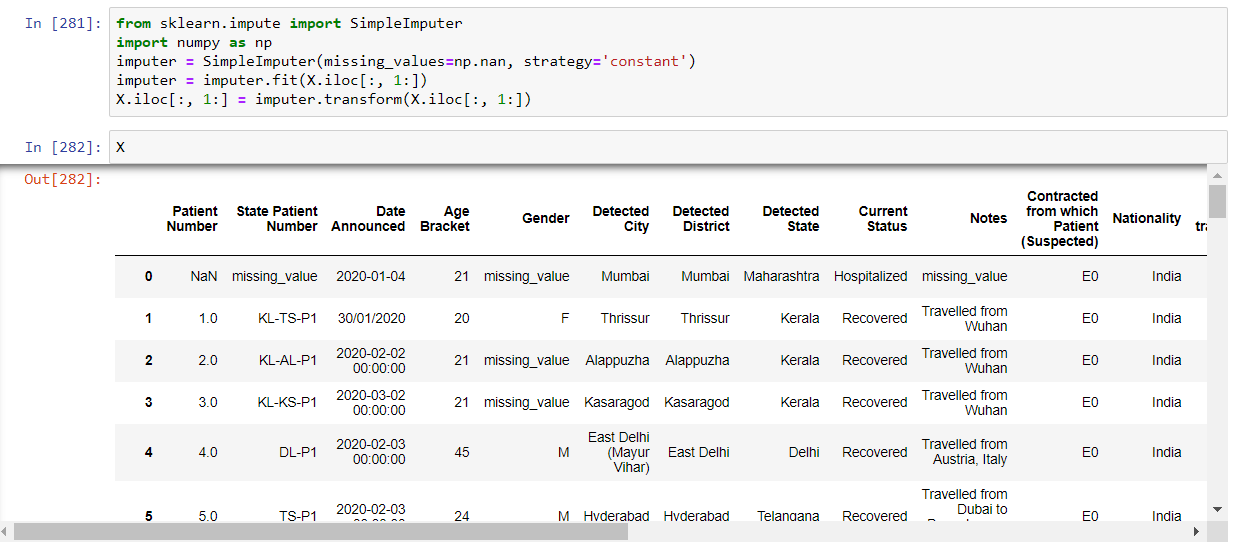 In [281]: from sklearn.impute import SimpleImputer
import numpy as np
imputer = SimpleImputer(missing_values=np.nan, strategy='constant')
imputer = imputer.fit(X.iloc[:, 1:])
X.iloc[:, 1:] = imputer.transform(X.iloc[:, 1:])
In [282]: X
Out[282]:
Patient Number State Patient Number Date Announced Age Bracket Gender Detected City Detected District Detected State Current Status Notes Contracted from which Patient (Suspected) Nationality
0 NaN missing_value 2020-01-04 21 missing_value Mumbai Mumbai Maharashtra Hospitalized missing_value E0 India
1 1.0 KL-TS-P1 30/01/2020 20 F Thrissur Thrissur Kerala Recovered Travelled from Wuhan E0 India
2 2.0 KL-AL-P1 2020-02-02 00:00:00 21 missing_value Alappuzha Alappuzha Kerala Recovered Travelled from Wuhan E0 India
3 3.0 KL-KS-P1 2020-03-02 00:00:00 21 missing_value Kasaragod Kasaragod Kerala Recovered Travelled from Wuhan E0 India
4 4.0 DL-P1 2020-02-03 00:00:00 45 M East Delhi (Mayur Vihar) East Delhi Delhi Recovered Travelled from Austria, Italy E0 India
5 5.0 TS-P1 2020-02-03 24 M Hyderabad Hyderabad Telangana Recovered Travelled from Dubai to E0 India